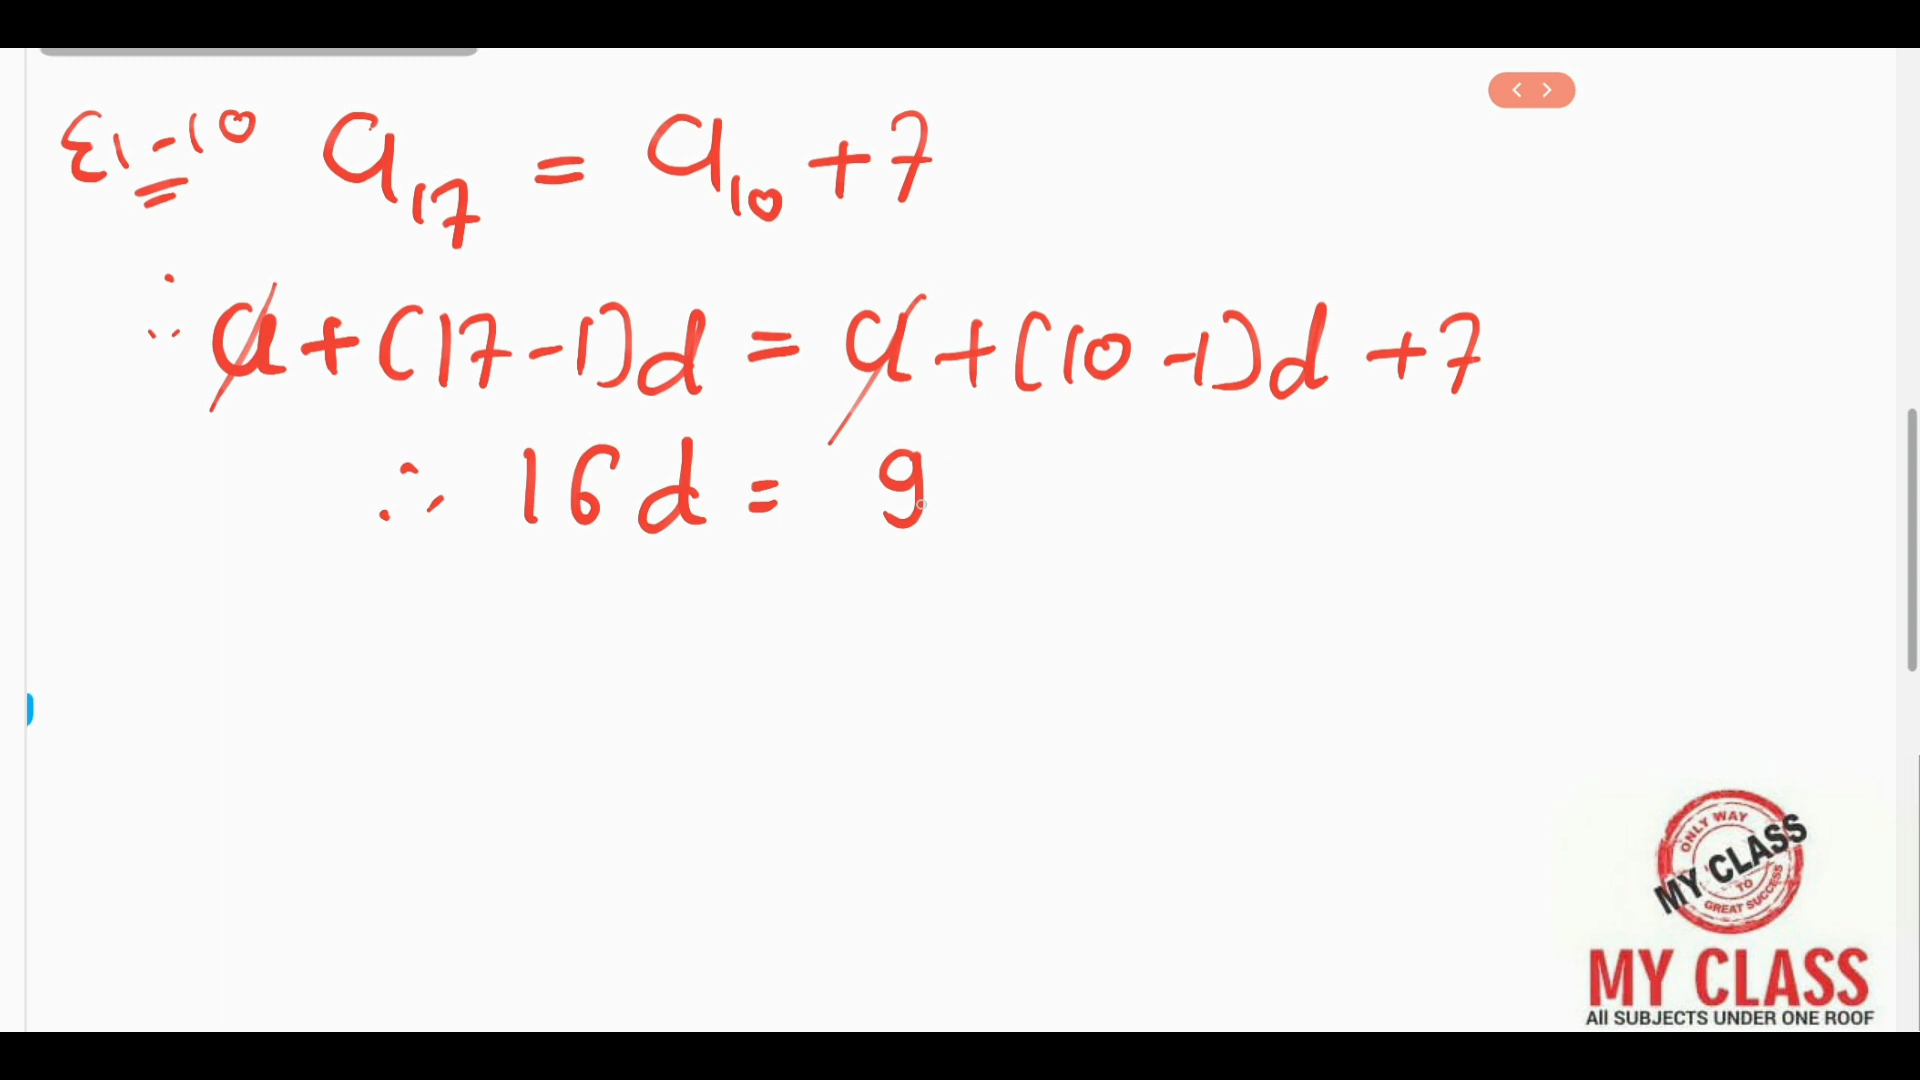 Ex-10 a₁₇ = a₁₀ + 7
∴ a + (17 - 1)d = a + (10 - 1)d + 7
∴ 16d = 9
ONLY WAY
MY CLASS
TO
GREAT SUCCESS
MY CLASS
All SUBJECTS UNDER ONE ROOF